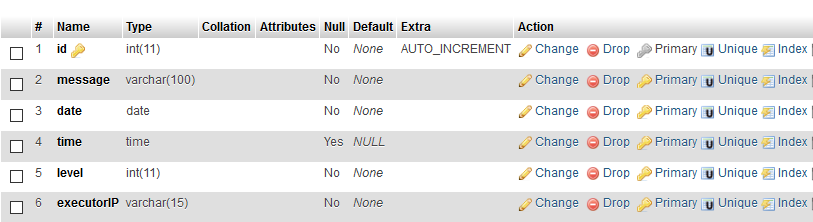 # Name Type Collation Attributes Null Default Extra Action
1 id int(11) No None AUTO_INCREMENT Change Drop Primary Unique Index
2 message varchar(100) No None Change Drop Primary Unique Index
3 date date No None Change Drop Primary Unique Index
4 time time Yes NULL Change Drop Primary Unique Index
5 level int(11) No None Change Drop Primary Unique Index
6 executorIP varchar(15) No None Change Drop Primary Unique Index